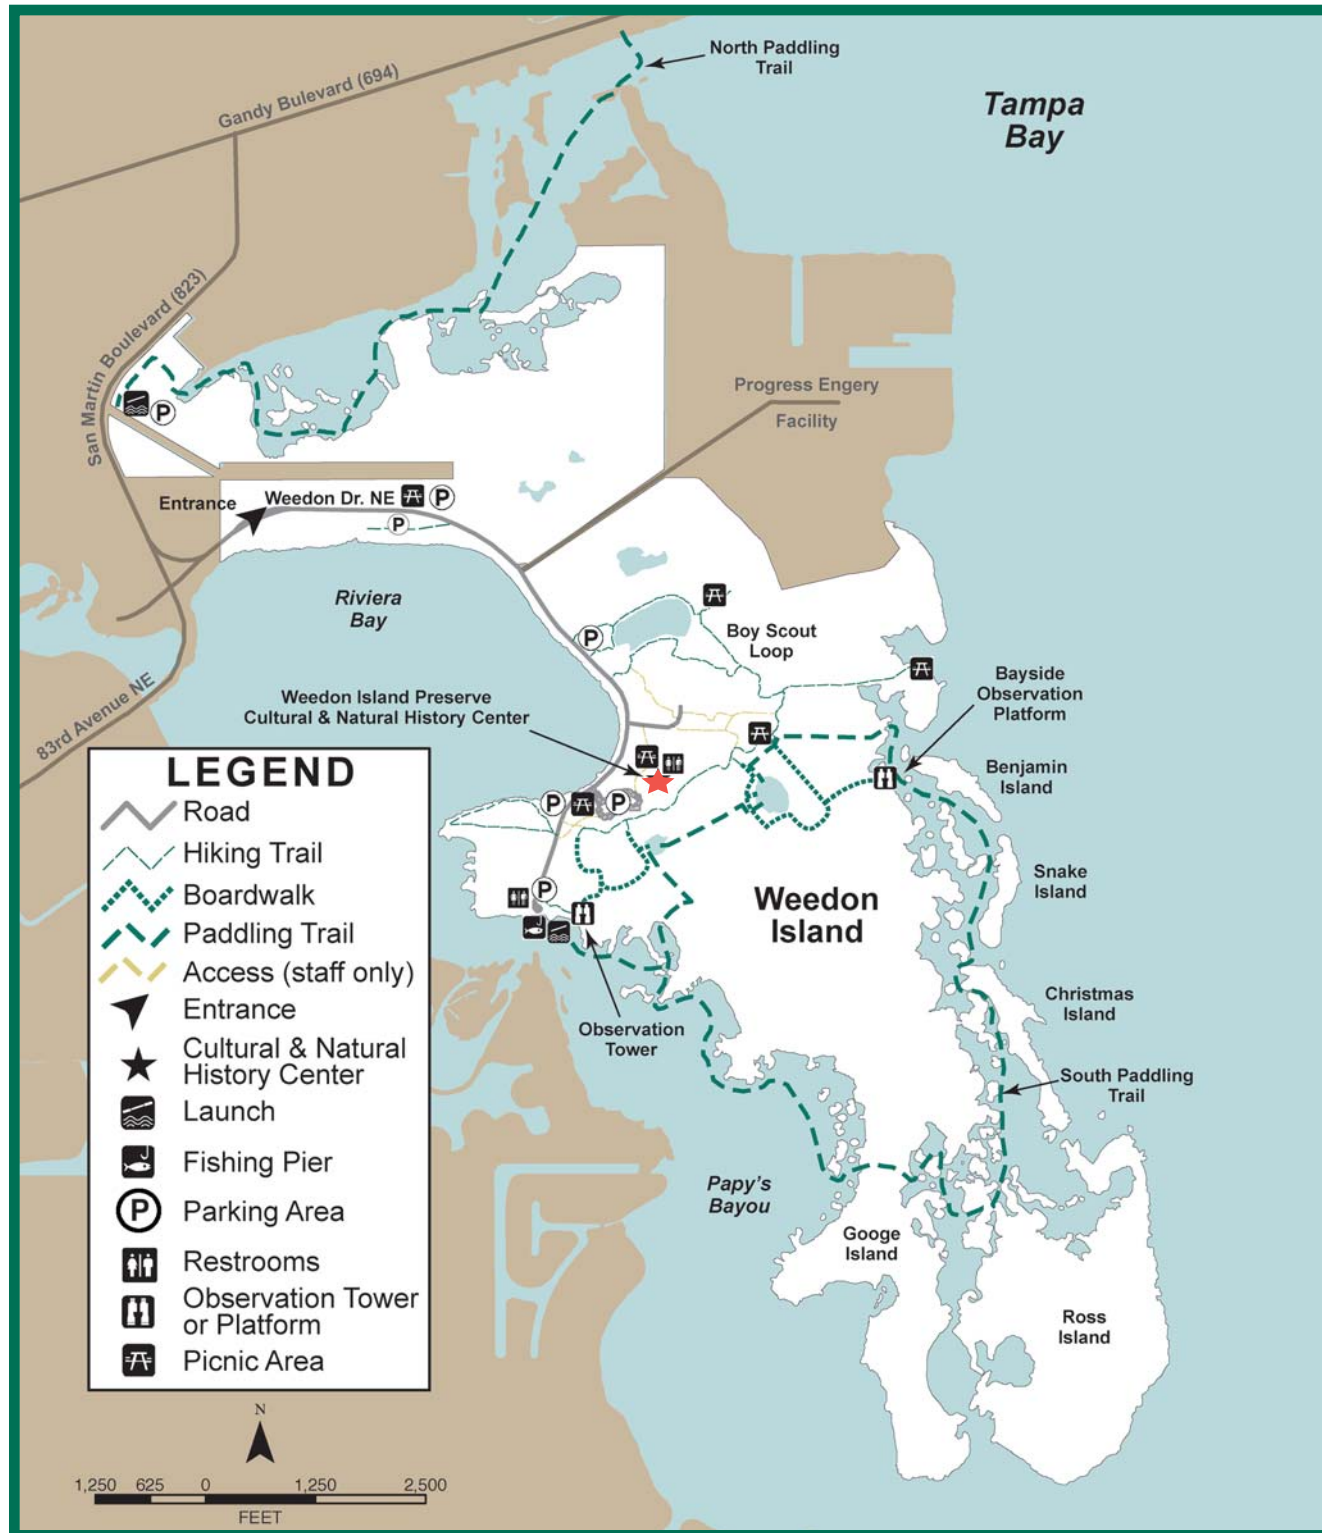 North Paddling
Trail
Tampa
Bay
Gandy Bulevard (694)
San Martin Boulevard (823)
P
Progress Engery
Facility
Entrance
Weedon Dr. NE
P
P
Riviera
Bay
P
Boy Scout
Loop
Weedon Island Preserve
Cultural & Natural History Center
Bayside
Observation
Platform
83rd Avenue NE
Benjamin
Island
P
P
Snake
Island
P
Weedon
Island
Christmas
Island
Observation
Tower
South Paddling
Trail
Papy's
Bayou
Googe
Island
Ross
Island
LEGEND
Road
Hiking Trail
Boardwalk
Paddling Trail
Access (staff only)
Entrance
Cultural & Natural
History Center
Launch
Fishing Pier
P
Parking Area
Restrooms
Observation Tower
or Platform
Picnic Area
N
1,250 625 0 1,250 2,500
FEET